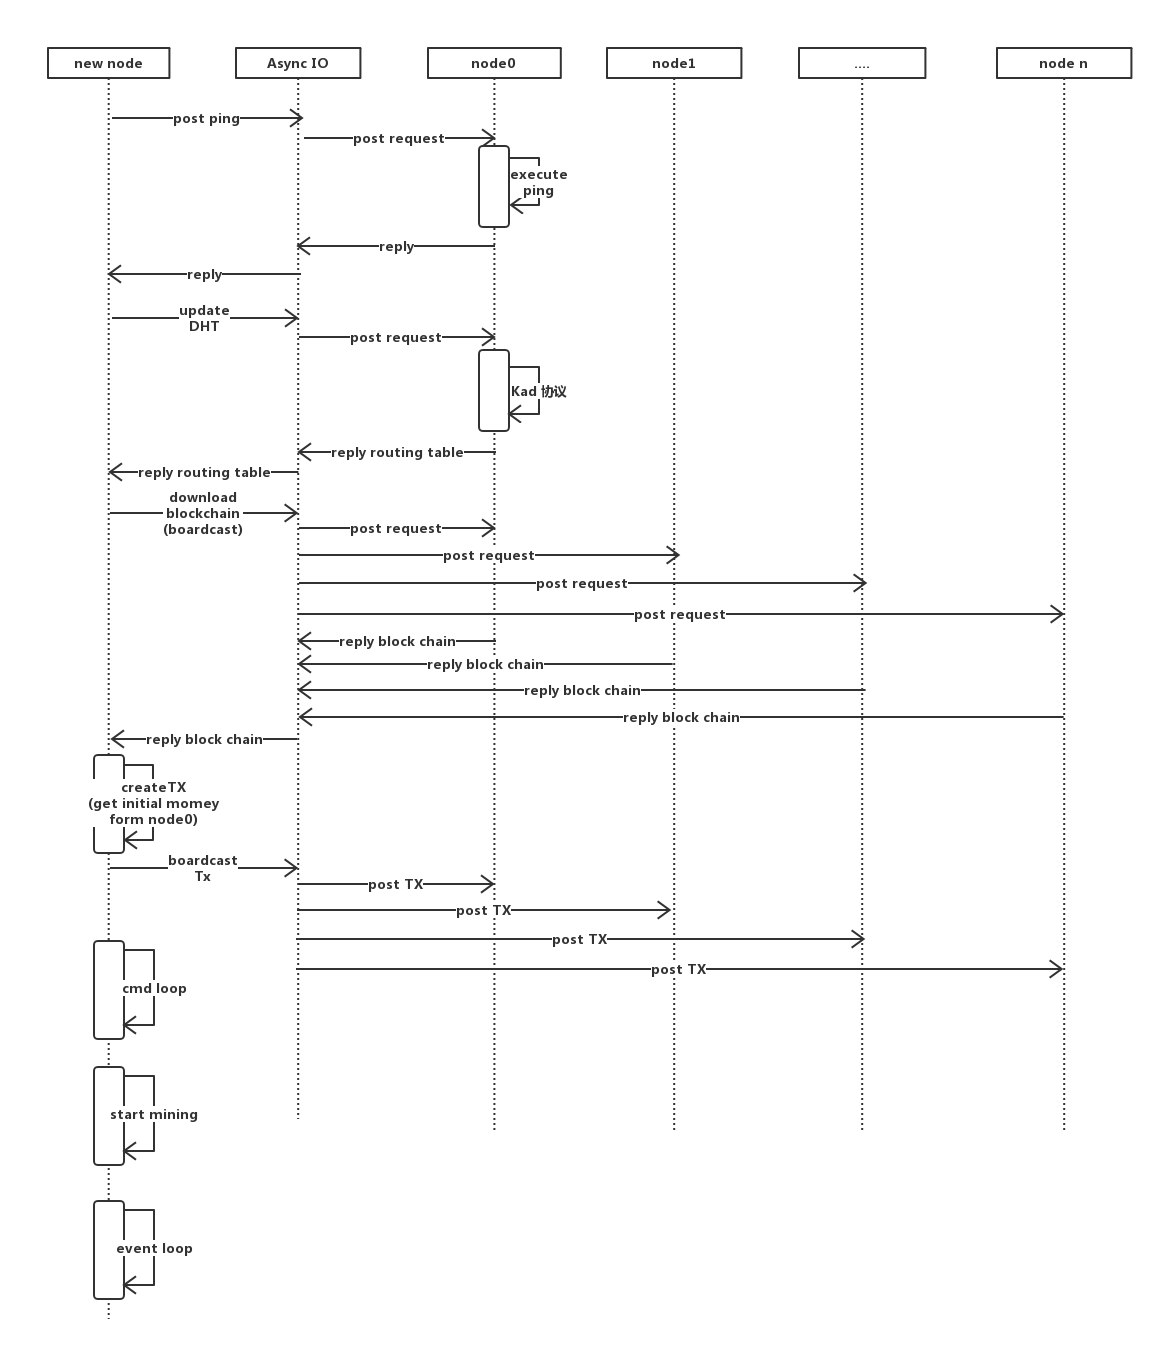 new node
Async IO
node0
node1
....
node n
post ping
post request
execute
ping
reply
reply
update
DHT
post request
Kad 协议
reply routing table
reply routing table
download
blockchain
(boardcast)
post request
post request
post request
post request
reply block chain
reply block chain
reply block chain
reply block chain
reply block chain
createTX
(get initial momey
form node0)
boardcast
Tx
post TX
post TX
post TX
post TX
cmd loop
start mining
event loop